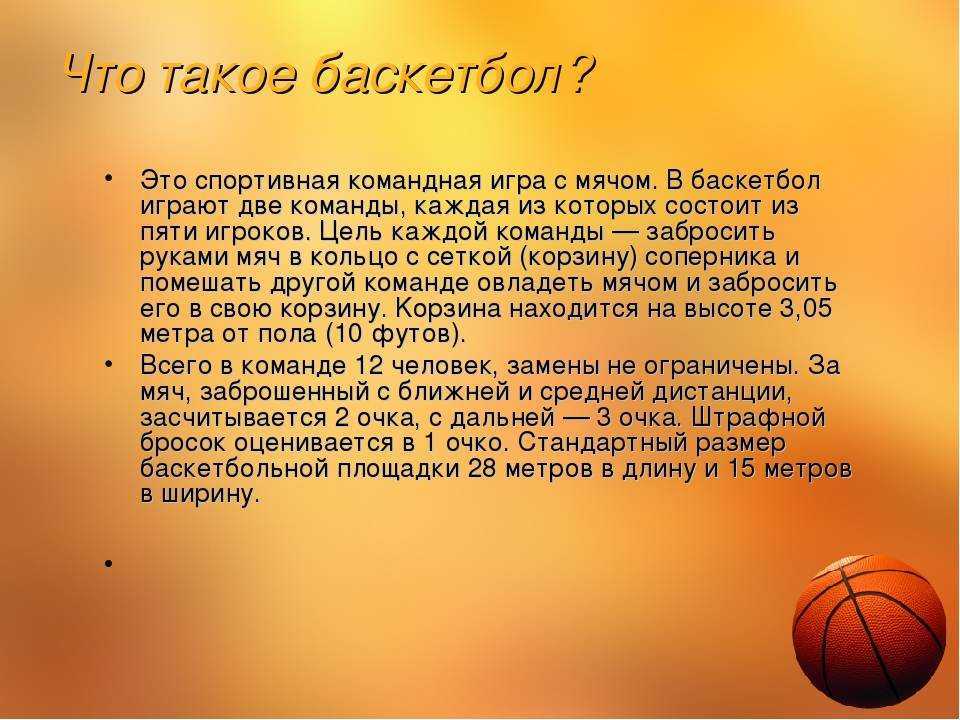 Что такое баскетбол?
• Это спортивная командная игра с мячом. В баскетбол
играют две команды, каждая из которых состоит из
пяти игроков. Цель каждой команды — забросить
руками мяч в кольцо с сеткой (корзину) соперника и
помешать другой команде овладеть мячом и забросить
его в свою корзину. Корзина находится на высоте 3,05
метра от пола (10 футов).
• Всего в команде 12 человек, замены не ограничены. За
мяч, заброшенный с ближней и средней дистанции,
засчитывается 2 очка, с дальней — 3 очка. Штрафной
бросок оценивается в 1 очко. Стандартный размер
баскетбольной площадки 28 метров в длину и 15 метров
в ширину.
•